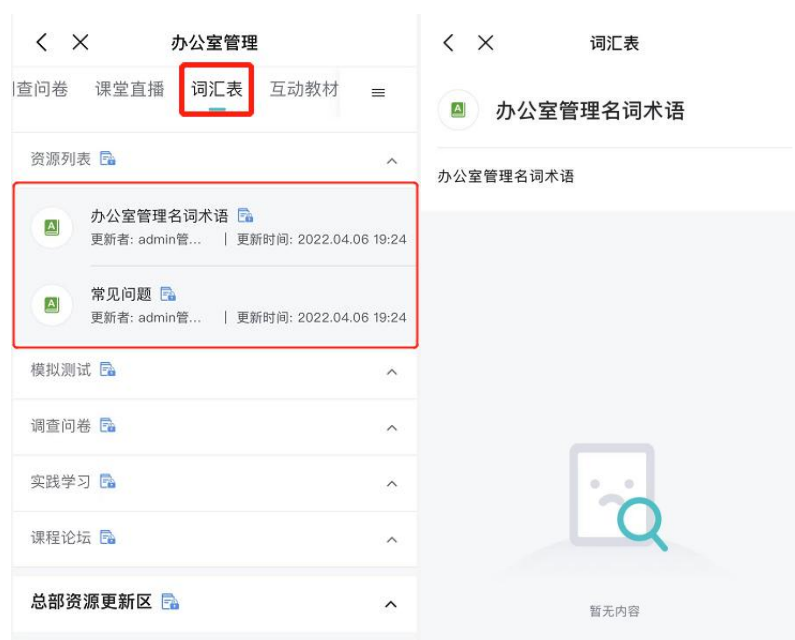 办公室管理
查问卷 课堂直播 词汇表 互动教材
资源列表
办公室管理名词术语
更新者: admin管... | 更新时间: 2022.04.06 19:24
常见问题
更新者: admin管... | 更新时间: 2022.04.06 19:24
模拟测试
调查问卷
实践学习
课程论坛
总部资源更新区
词汇表
A 办公室管理名词术语
办公室管理名词术语
暂无内容